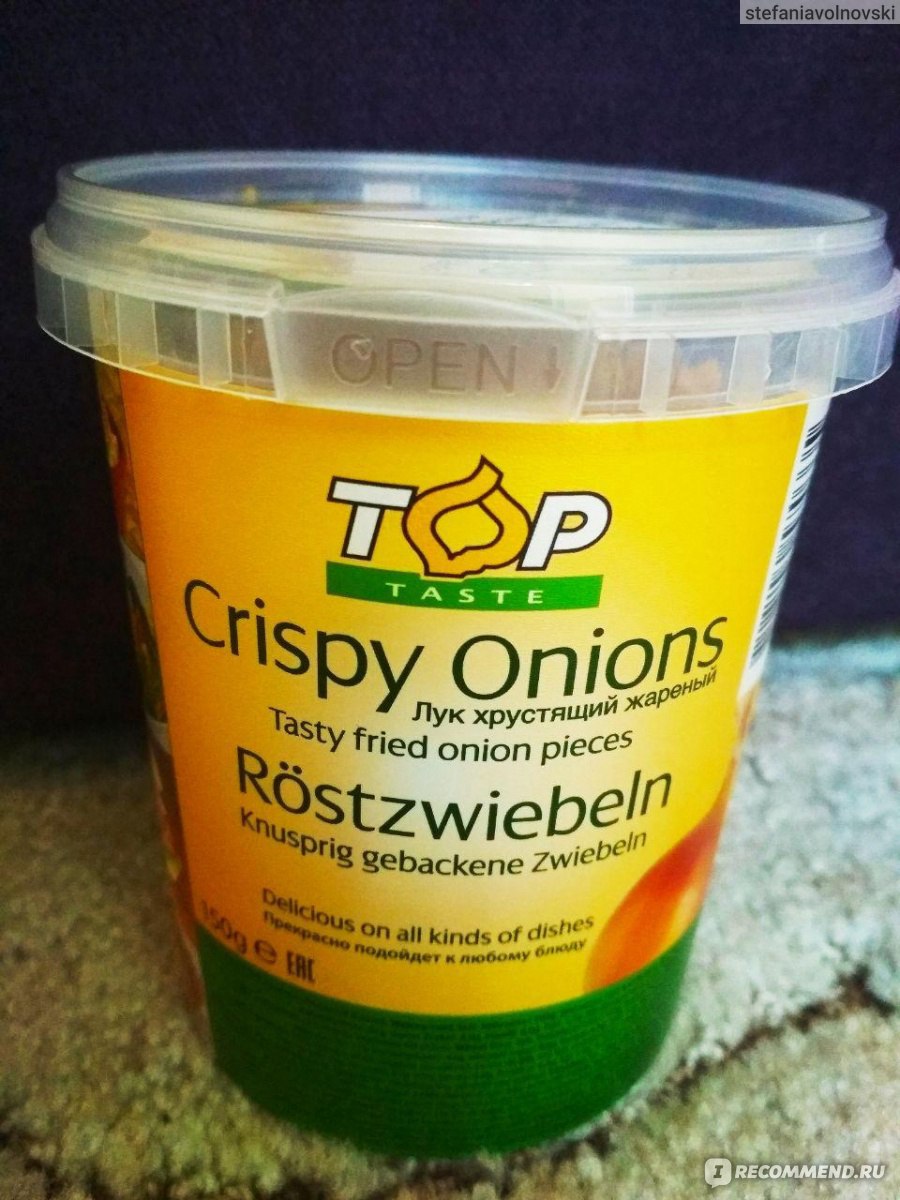 stefaniavolnovski
OPEN ↓
TOP
TASTE
Crispy Onions
Лук хрустящий жареный
Tasty fried onion pieces
Röstzwiebeln
Knusprig gebackene Zwiebeln
Delicious on all kinds of dishes
Прекрасно подойдет к любому блюду
150g ℮ EAC
I RECOMMEND.RU